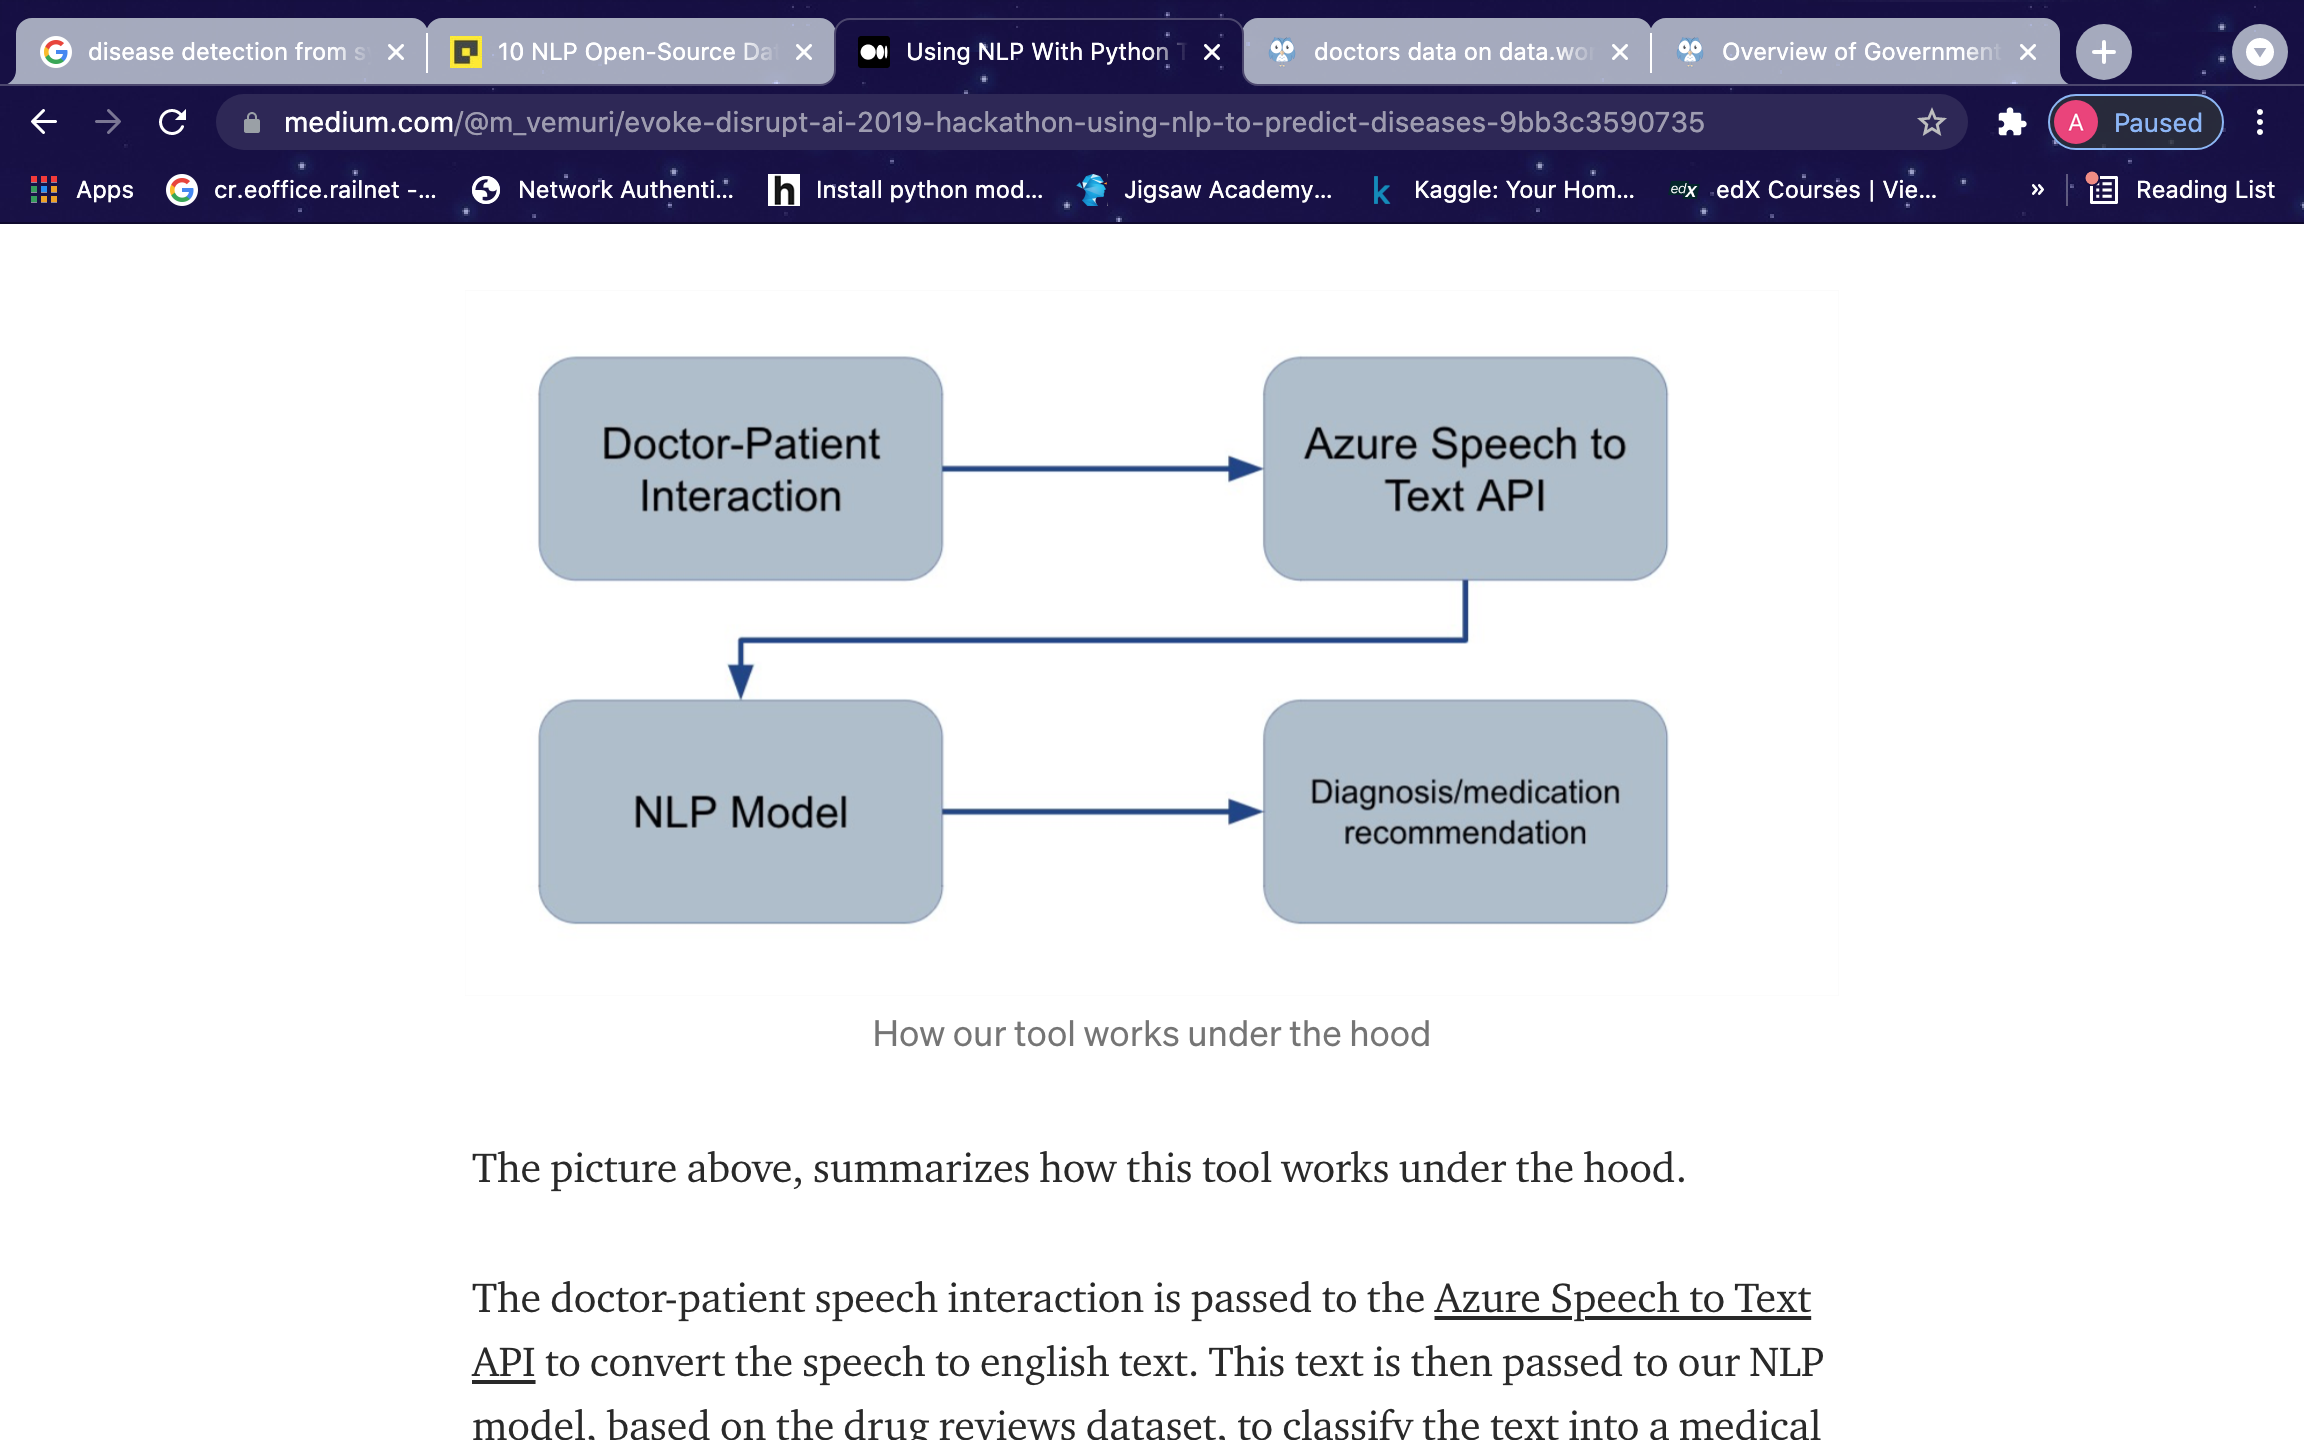 disease detection from s
10 NLP Open-Source Da
Using NLP With Python T
doctors data on data.wo
Overview of Government
medium.com/@m_vemuri/evoke-disrupt-ai-2019-hackathon-using-nlp-to-predict-diseases-9bb3c3590735
A Paused
Apps
cr.eoffice.railnet -...
Network Authenti...
h Install python mod...
Jigsaw Academy...
k Kaggle: Your Hom...
edX edX Courses | Vie...
»
Reading List
Doctor-Patient
Interaction
Azure Speech to
Text API
NLP Model
Diagnosis/medication
recommendation
How our tool works under the hood
The picture above, summarizes how this tool works under the hood.
The doctor-patient speech interaction is passed to the Azure Speech to Text
API to convert the speech to english text. This text is then passed to our NLP
model, based on the drug reviews dataset, to classify the text into a medical